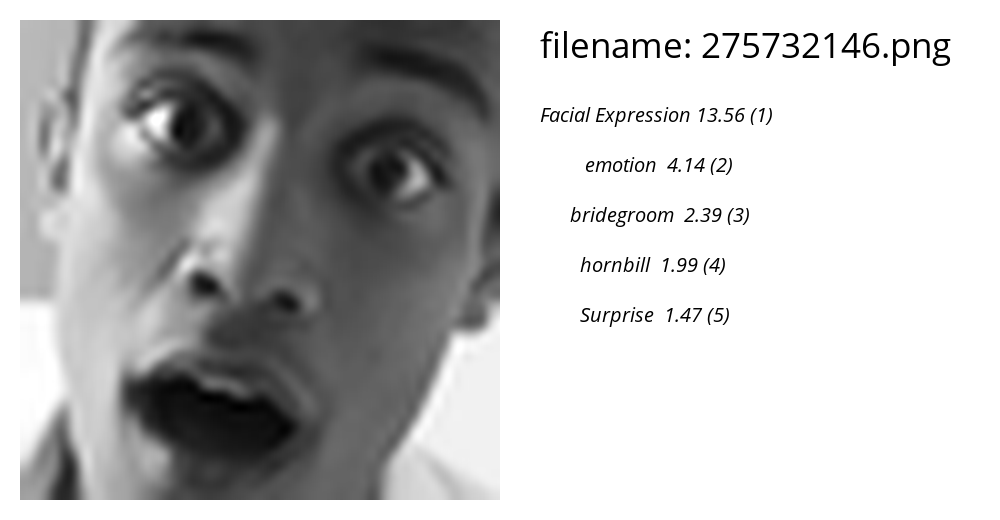 filename: 275732146.png
Facial Expression 13.56 (1)
emotion 4.14 (2)
bridegroom 2.39 (3)
hornbill 1.99 (4)
Surprise 1.47 (5)